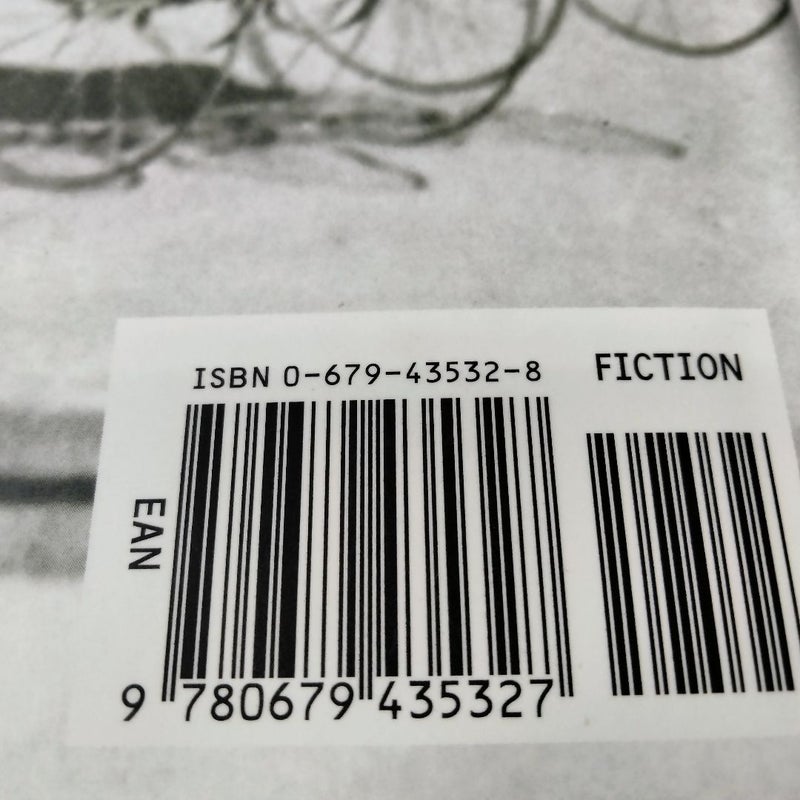 ISBN 0-679-43532-8
FICTION
EAN
9 780679 435327